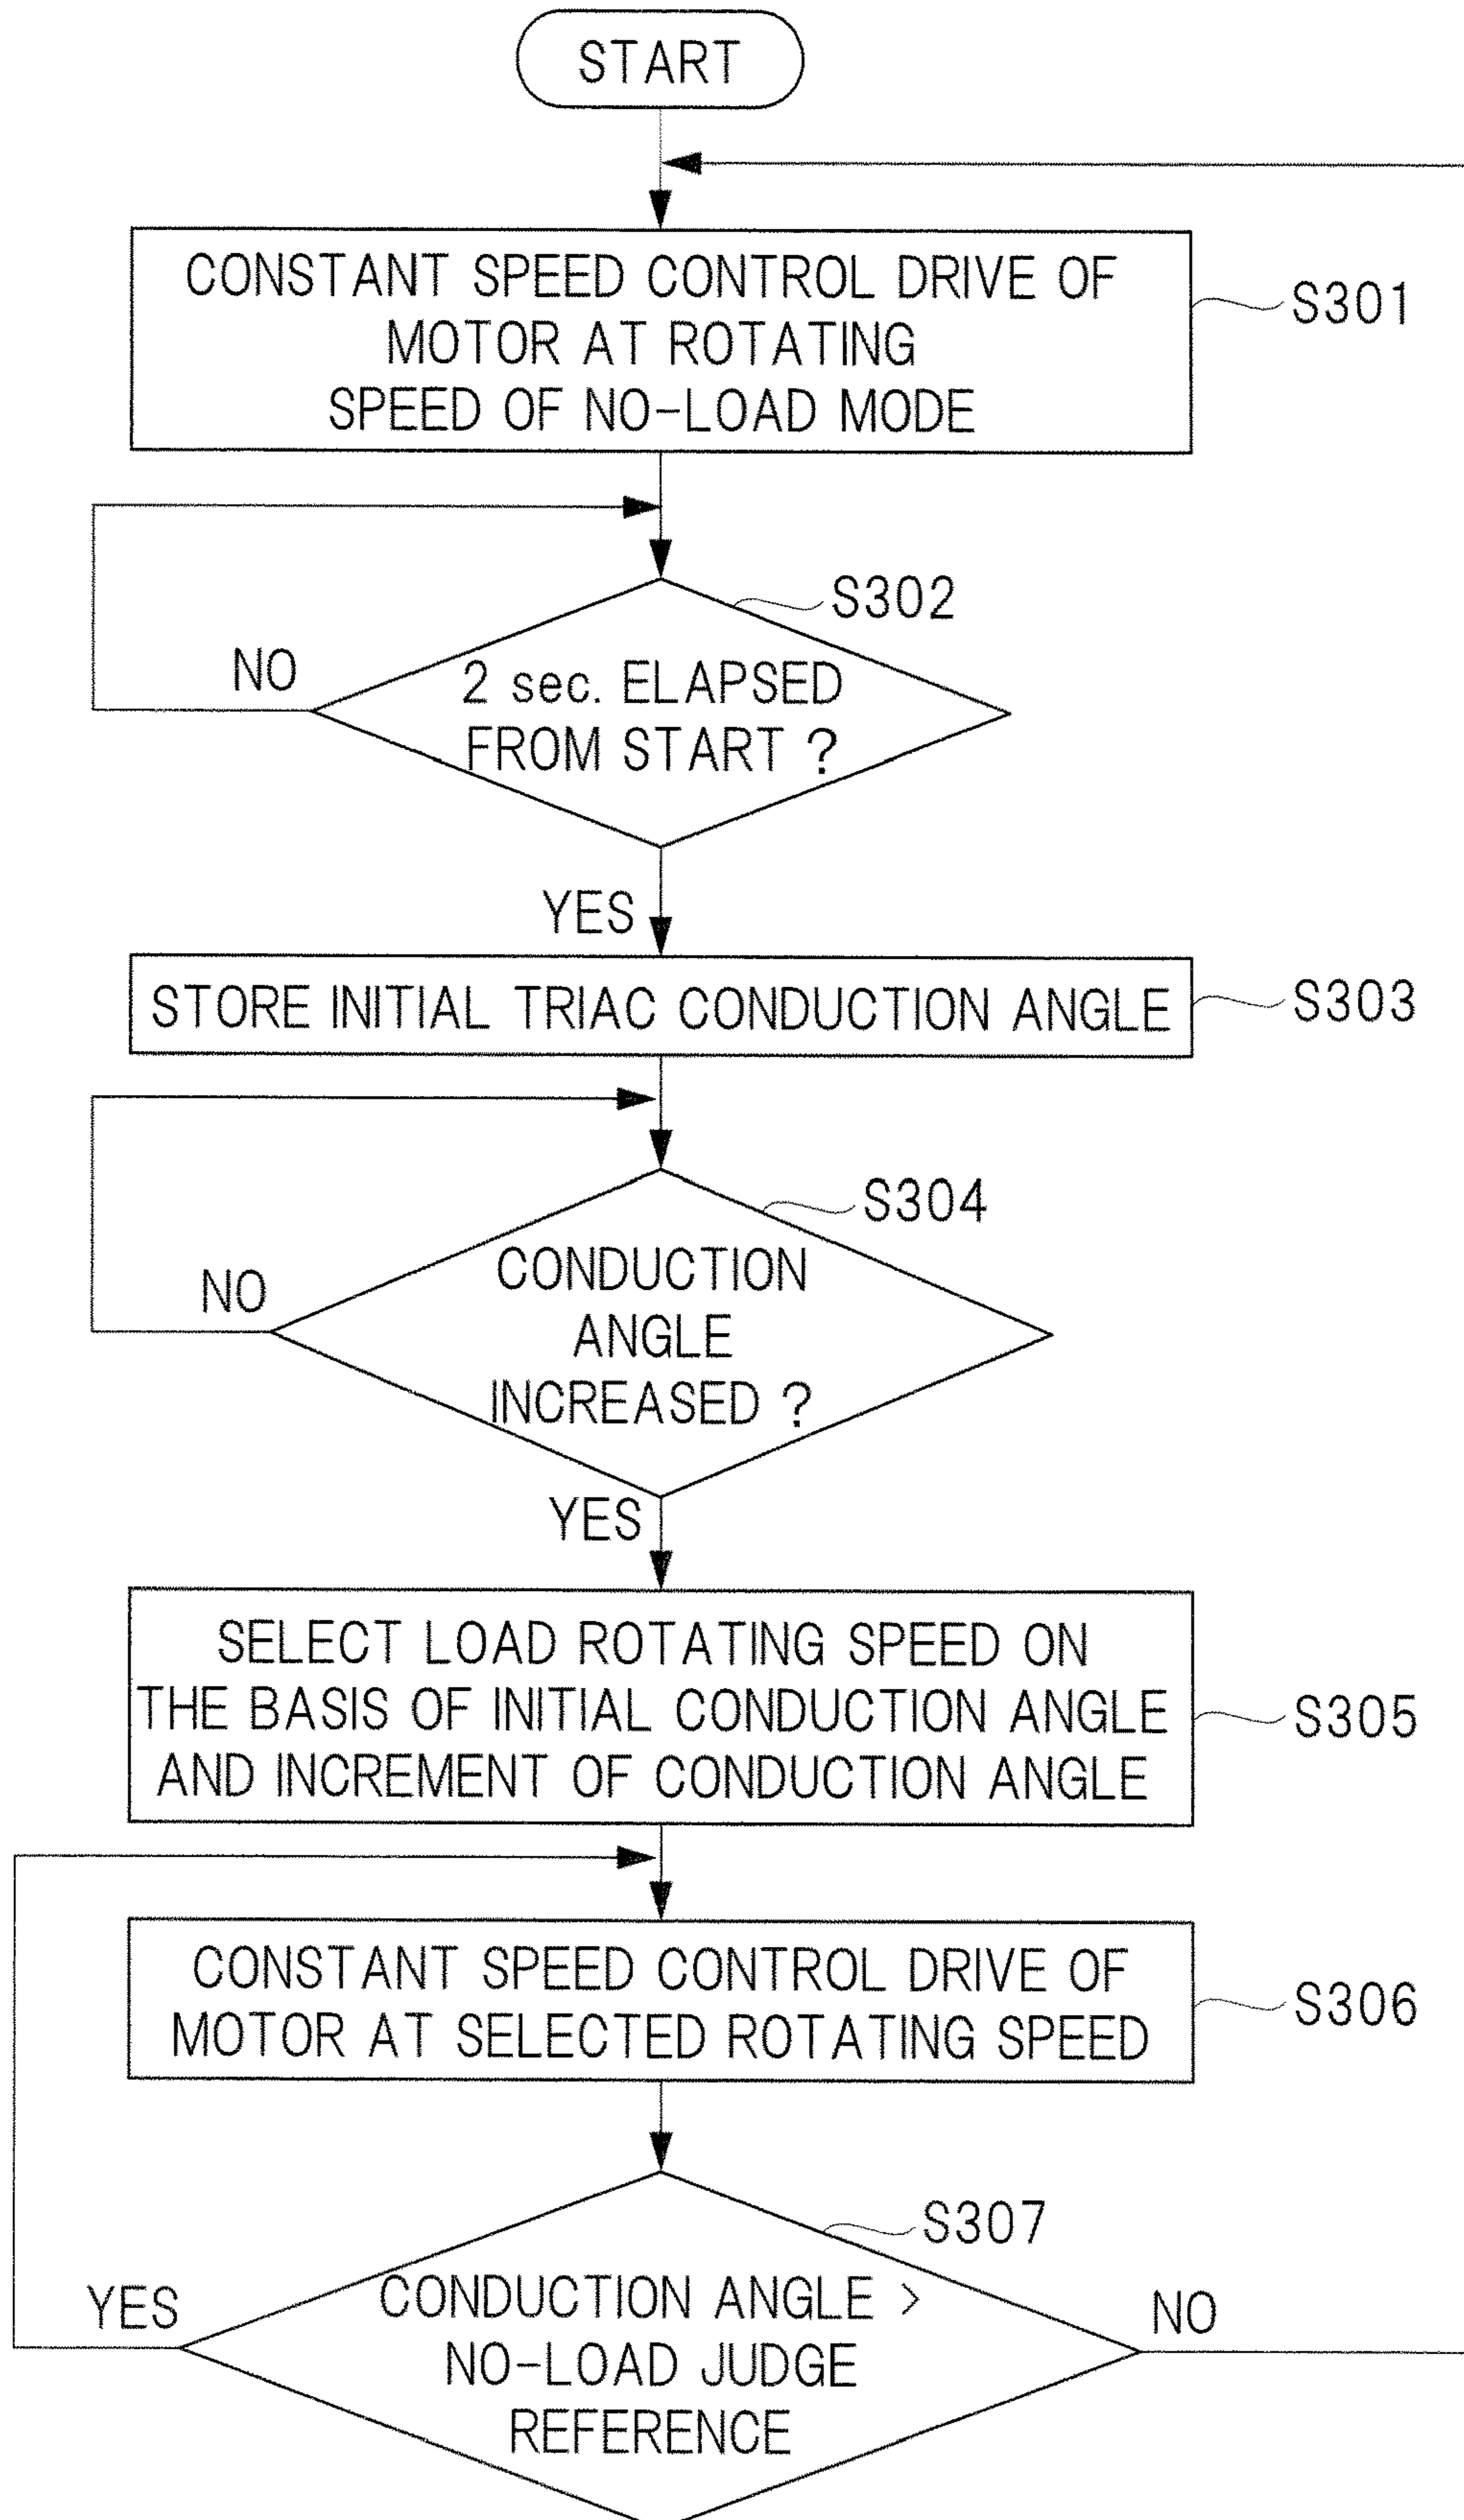 START
CONSTANT SPEED CONTROL DRIVE OF
MOTOR AT ROTATING
SPEED OF NO-LOAD MODE
S301
S302
NO
2 sec. ELAPSED
FROM START ?
YES
STORE INITIAL TRIAC CONDUCTION ANGLE
S303
S304
NO
CONDUCTION
ANGLE
INCREASED ?
YES
SELECT LOAD ROTATING SPEED ON
THE BASIS OF INITIAL CONDUCTION ANGLE
AND INCREMENT OF CONDUCTION ANGLE
S305
CONSTANT SPEED CONTROL DRIVE OF
MOTOR AT SELECTED ROTATING SPEED
S306
S307
YES
CONDUCTION ANGLE >
NO-LOAD JUDGE
REFERENCE
NO